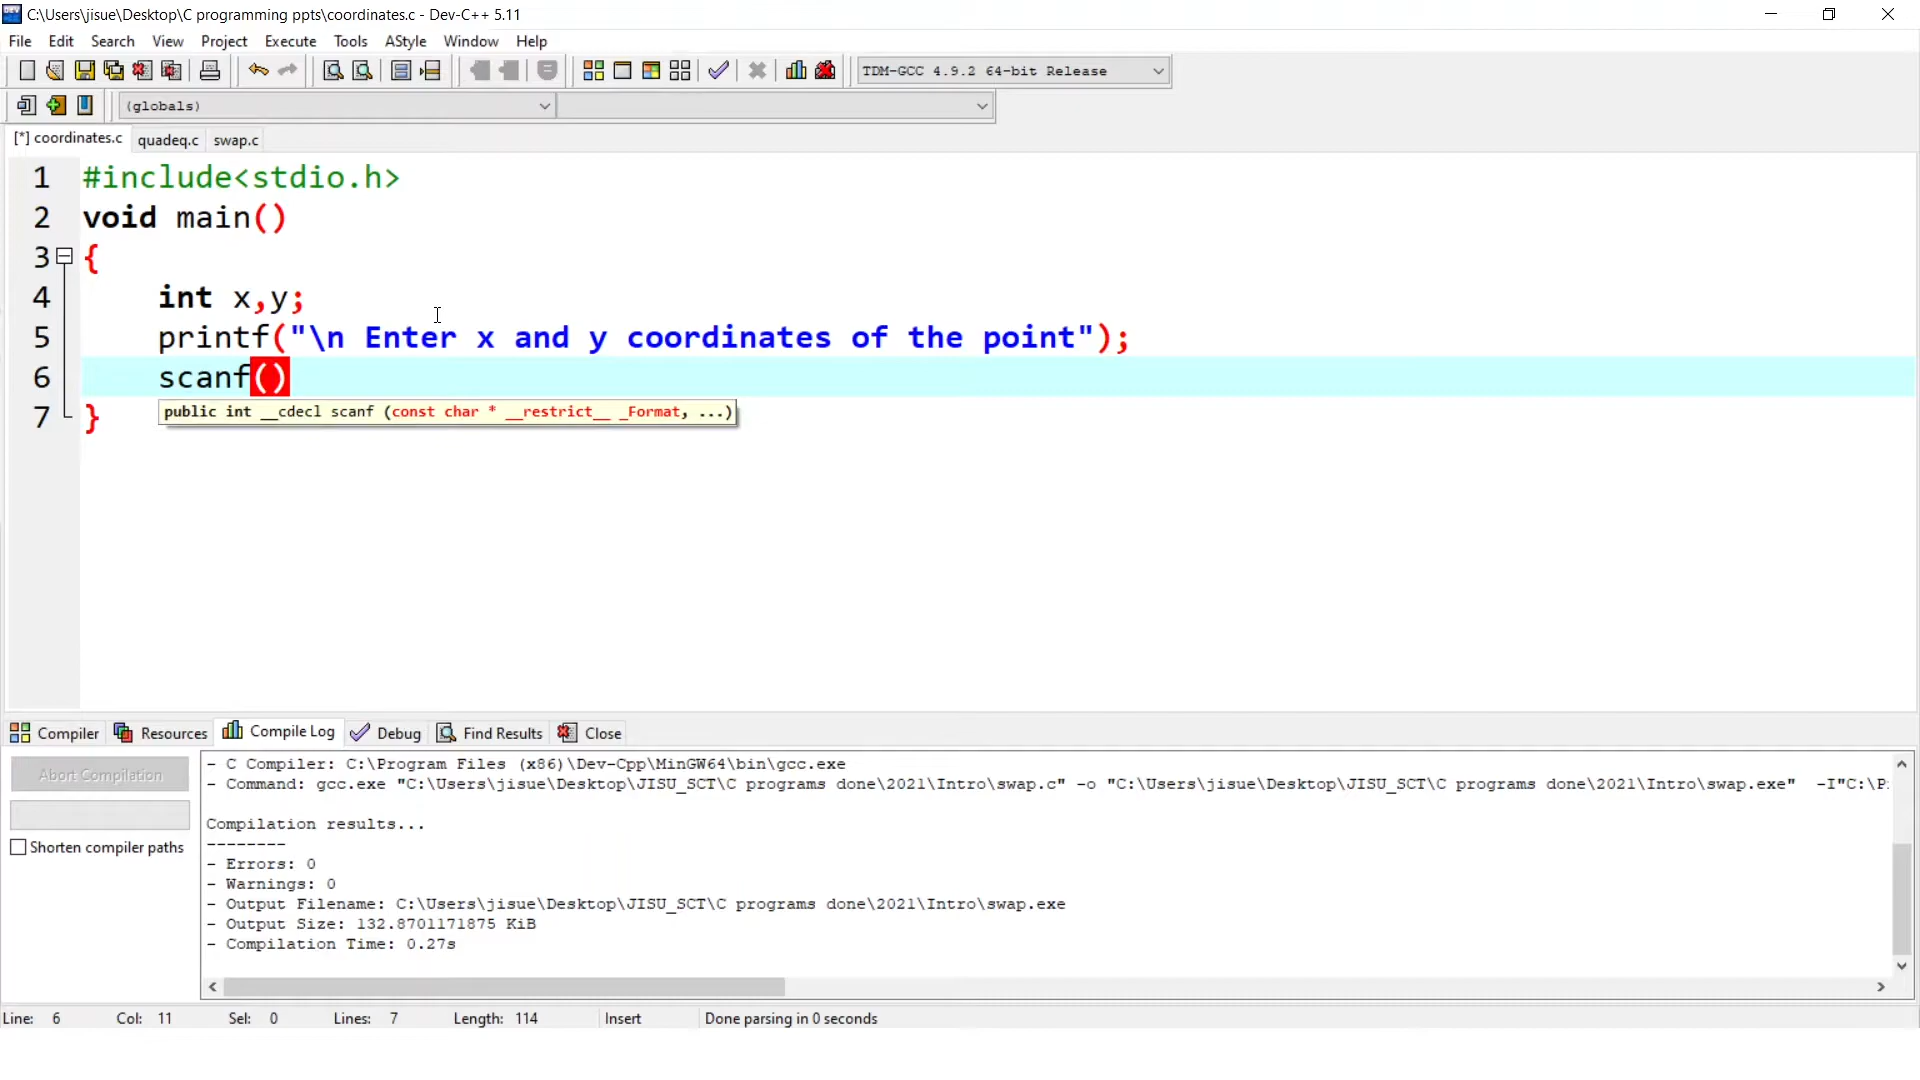 C:\Users\jisue\Desktop\C programming ppts\coordinates.c - Dev-C++ 5.11
File Edit Search View Project Execute Tools AStyle Window Help
TDM-GCC 4.9.2 64-bit Release
(globals)
[*] coordinates.c quadeq.c swap.c
1 #include<stdio.h>
2 void main()
3 {
4 int x,y;
5 printf("\n Enter x and y coordinates of the point");
6 scanf()
7 }
public int __cdecl scanf (const char * __restrict__ _Format, ...)
Compiler Resources Compile Log Debug Find Results Close
Abort Compilation
Shorten compiler paths
- C Compiler: C:\Program Files (x86)\Dev-Cpp\MinGW64\bin\gcc.exe
- Command: gcc.exe "C:\Users\jisue\Desktop\JISU_SCT\C programs done\2021\Intro\swap.c" -o "C:\Users\jisue\Desktop\JISU_SCT\C programs done\2021\Intro\swap.exe" -I"C:\P
Compilation results...
--------
- Errors: 0
- Warnings: 0
- Output Filename: C:\Users\jisue\Desktop\JISU_SCT\C programs done\2021\Intro\swap.exe
- Output Size: 132.8701171875 KiB
- Compilation Time: 0.27s
Line: 6 Col: 11 Sel: 0 Lines: 7 Length: 114 Insert Done parsing in 0 seconds